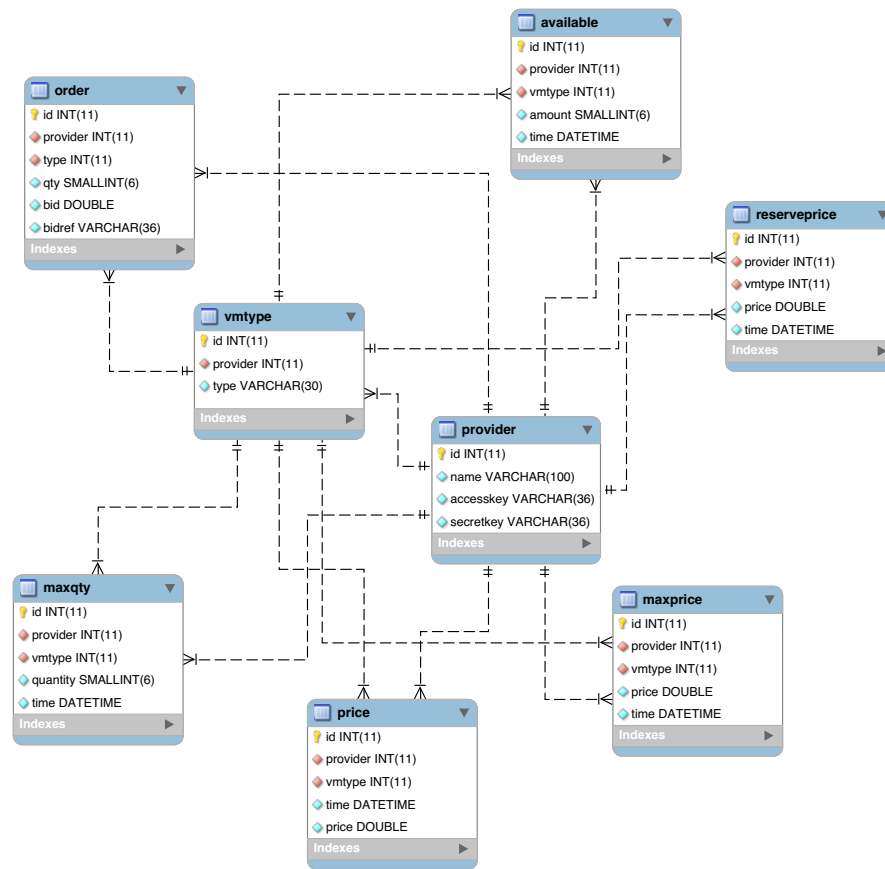 available
id INT(11)
provider INT(11)
vmtype INT(11)
amount SMALLINT(6)
time DATETIME
Indexes
order
id INT(11)
provider INT(11)
type INT(11)
qty SMALLINT(6)
bid DOUBLE
bidref VARCHAR(36)
Indexes
reserveprice
id INT(11)
provider INT(11)
vmtype INT(11)
price DOUBLE
time DATETIME
Indexes
vmtype
id INT(11)
provider INT(11)
type VARCHAR(30)
Indexes
provider
id INT(11)
name VARCHAR(100)
accesskey VARCHAR(36)
secretkey VARCHAR(36)
Indexes
maxqty
id INT(11)
provider INT(11)
vmtype INT(11)
quantity SMALLINT(6)
time DATETIME
Indexes
maxprice
id INT(11)
provider INT(11)
vmtype INT(11)
price DOUBLE
time DATETIME
Indexes
price
id INT(11)
provider INT(11)
vmtype INT(11)
time DATETIME
price DOUBLE
Indexes